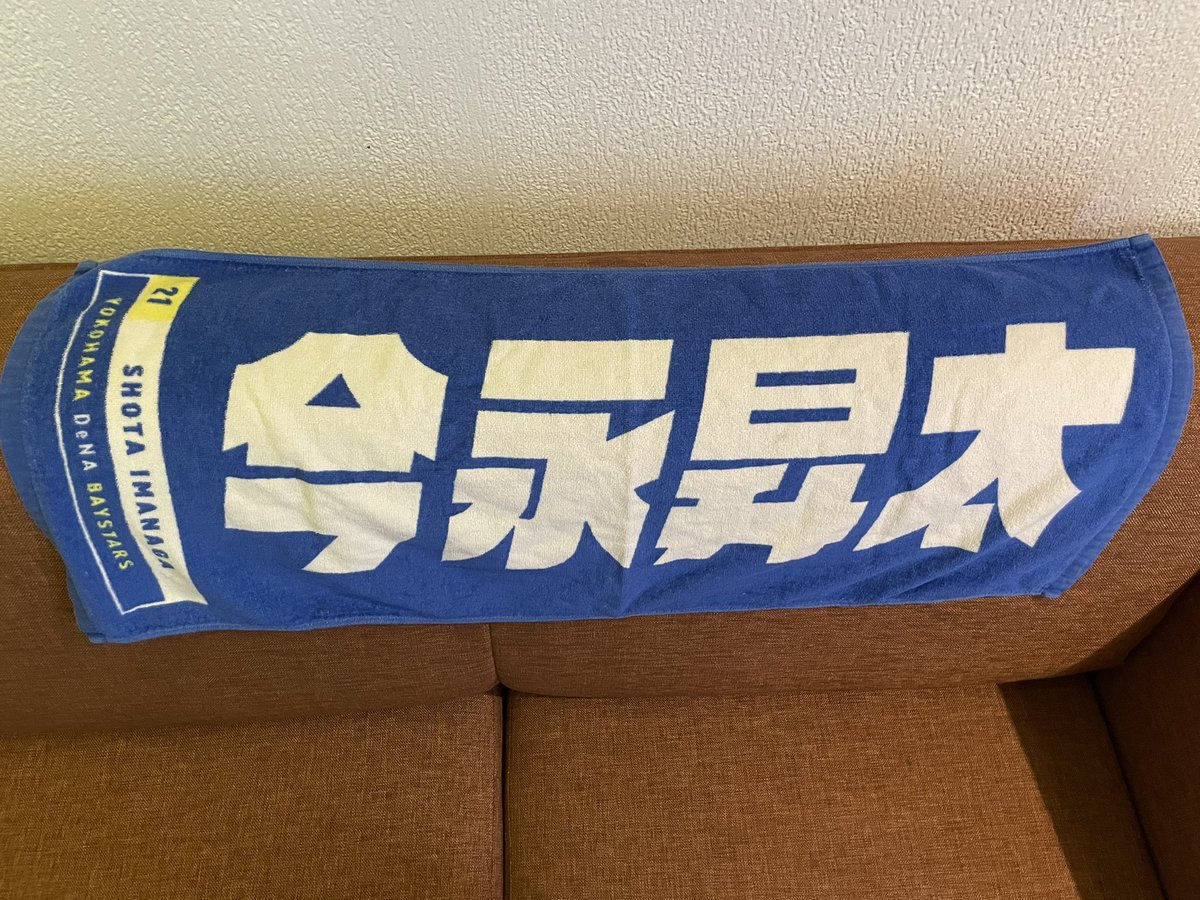 今永昇太
21 SHOTA IMANAGA
YOKOHAMA DeNA BAYSTARS